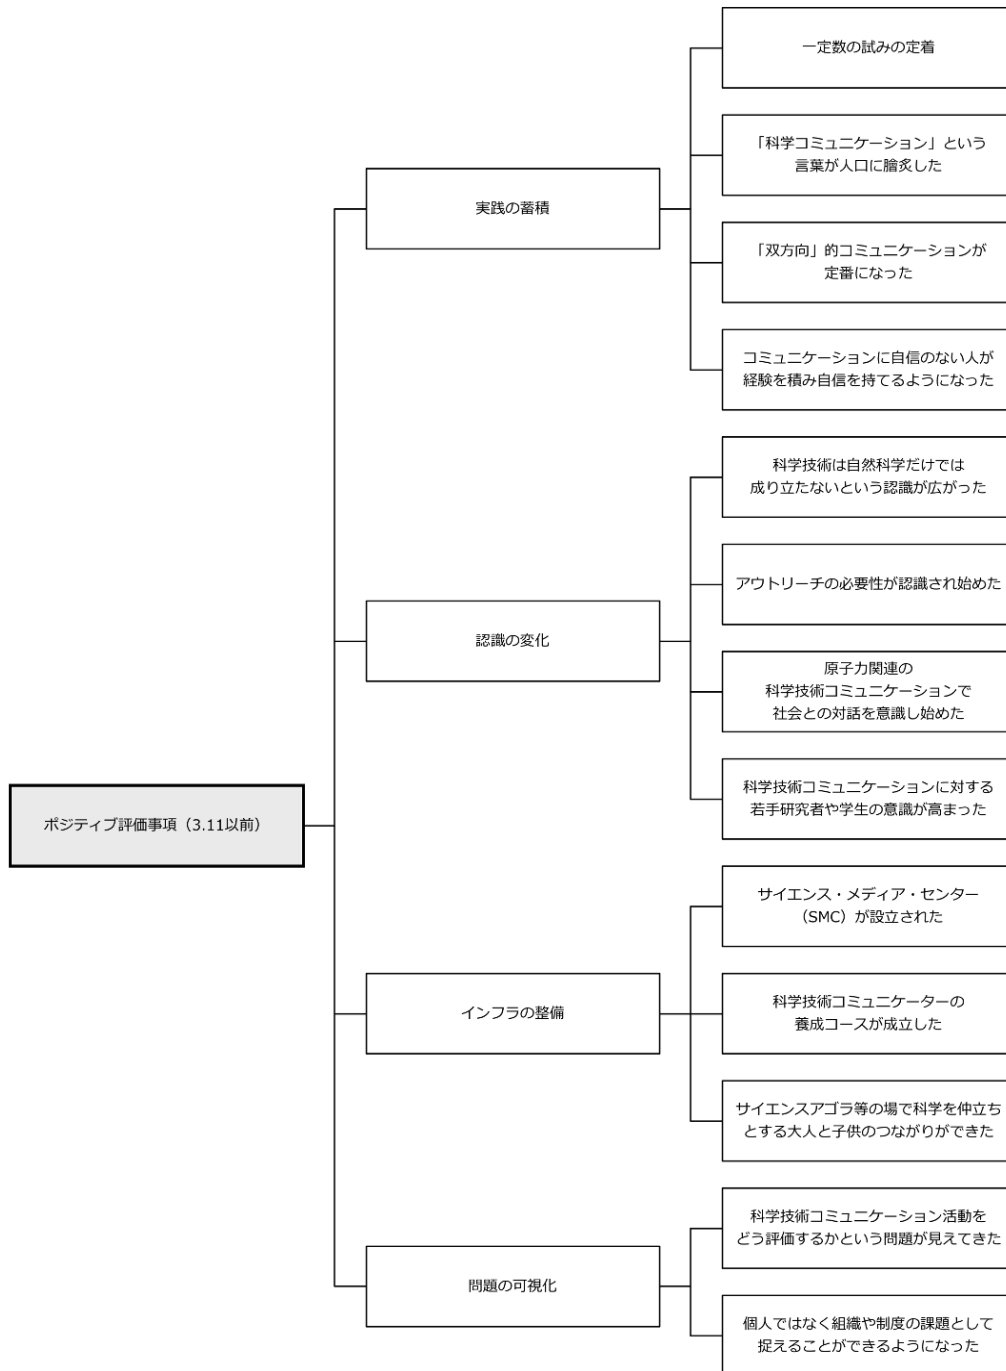 ポジティブ評価事項（3.11以前）
実践の蓄積
一定数の試みの定着
「科学コミュニケーション」という
言葉が人口に膾炙した
「双方向」的コミュニケーションが
定番になった
コミュニケーションに自信のない人が
経験を積み自信を持てるようになった
認識の変化
科学技術は自然科学だけでは
成り立たないという認識が広がった
アウトリーチの必要性が認識され始めた
原子力関連の
科学技術コミュニケーションで
社会との対話を意識し始めた
科学技術コミュニケーションに対する
若手研究者や学生の意識が高まった
インフラの整備
サイエンス・メディア・センター
（SMC）が設立された
科学技術コミュニケーターの
養成コースが成立した
サイエンスアゴラ等の場で科学を仲立ち
とする大人と子供のつながりができた
問題の可視化
科学技術コミュニケーション活動を
どう評価するかという問題が見えてきた
個人ではなく組織や制度の課題として
捉えることができるようになった